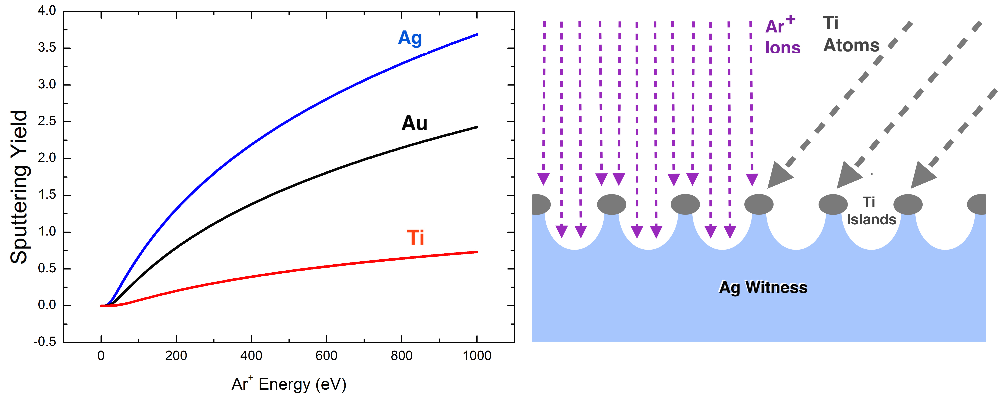 4.0
3.5
3.0
2.5
2.0
1.5
1.0
0.5
0.0
-0.5
Sputtering Yield
Ag
Au
Ti
0 200 400 600 800 1000
Ar⁺ Energy (eV)
Ar⁺
Ions
Ti
Atoms
Ti
Islands
Ag Witness